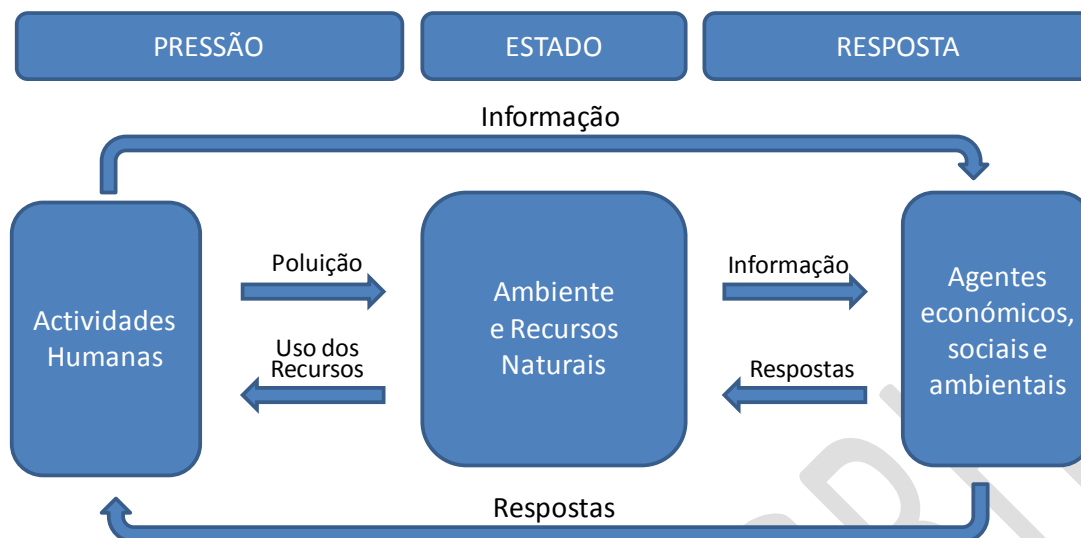 PRESSÃO
ESTADO
RESPOSTA
Informação
Actividades
Humanas
Poluição
Uso dos
Recursos
Ambiente
e Recursos
Naturais
Informação
Respostas
Agentes
económicos,
sociais e
ambientais
Respostas